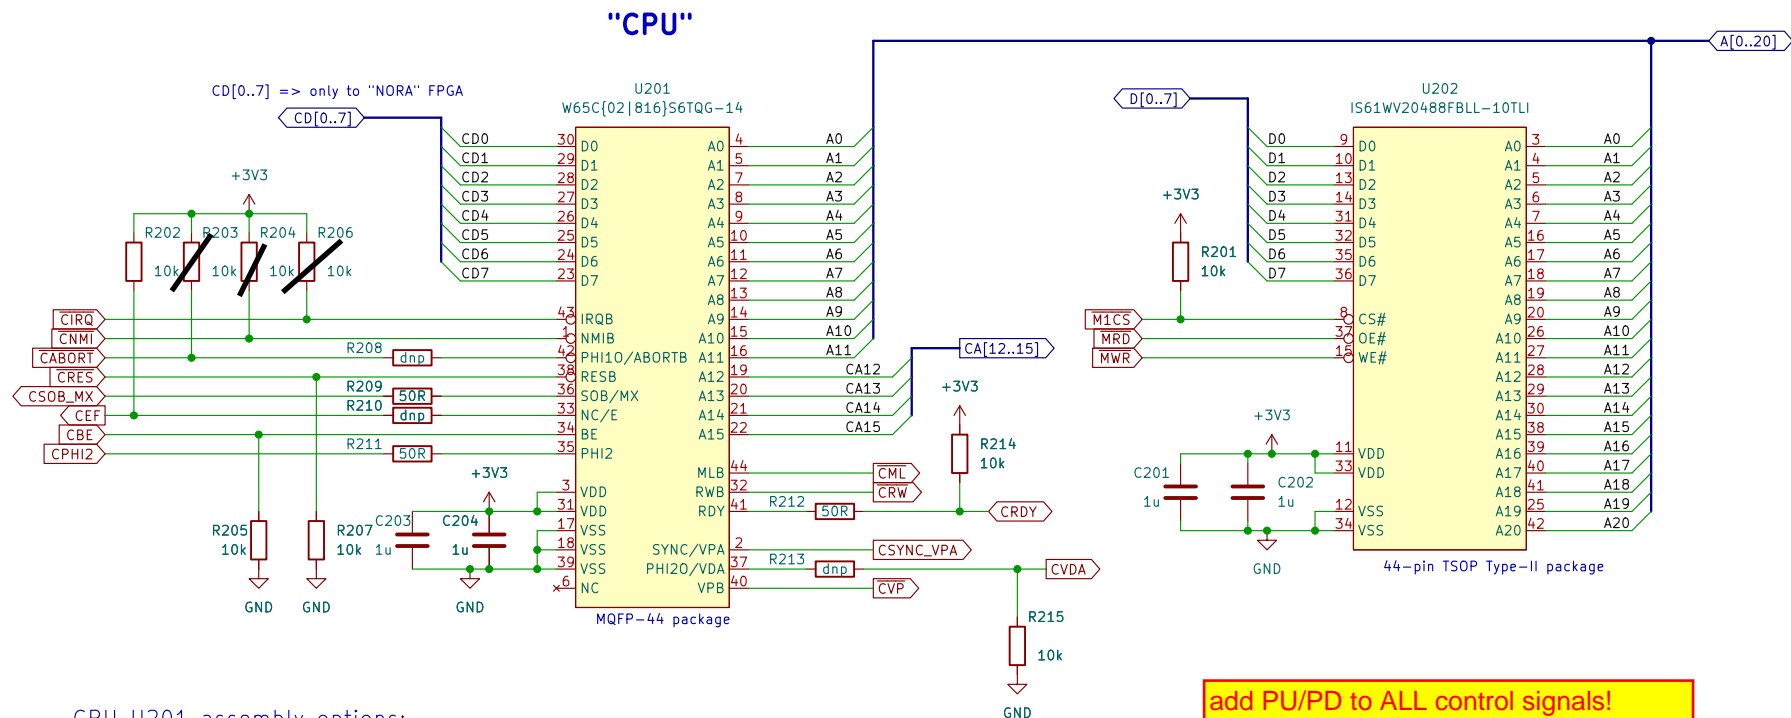 "CPU"
A[0..20]
CD[0..7] => only to "NORA" FPGA
CD[0..7]
U201
W65C{02|816}S6TQG-14
D[0..7]
U202
IS61WV20488FBLL-10TLI
CD0 30 D0 A0 4 A0
CD1 29 D1 A1 5 A1
CD2 28 D2 A2 7 A2
CD3 27 D3 A3 8 A3
CD4 26 D4 A4 9 A4
CD5 25 D5 A5 10 A5
CD6 24 D6 A6 11 A6
CD7 23 D7 A7 12 A7
A8 13 A8
43 IRQB A9 14 A9
1 NMIB A10 15 A10
42 PHI1O/ABORTB A11 16 A11
38 RESB A12 19 CA12
36 SOB/MX A13 20 CA13
33 NC/E A14 21 CA14
34 BE A15 22 CA15
35 PHI2
MLB 44
3 VDD RWB 32
31 VDD RDY 41
17 VSS
18 VSS SYNC/VPA 2
39 VSS PHI2O/VDA 37
6 NC VPB 40
MQFP-44 package
+3V3
R202 R203 R204 R206
10k 10k 10k 10k
CIRQ
CNMI
CABORT
CRES
CSOB_MX
CEF
CBE
CPHI2
R208 dnp
R209 50R
R210 dnp
R211 50R
R205
10k
GND
R207
10k
GND
+3V3
C203
1u
C204
1u
GND
CA[12..15]
+3V3
R214
10k
CML
CRW
R212 50R
CRDY
CSYNC_VPA
R213 dnp
CVDA
CVP
R215
10k
GND
D0 9 D0 A0 3 A0
D1 10 D1 A1 4 A1
D2 13 D2 A2 5 A2
D3 14 D3 A3 6 A3
D4 31 D4 A4 7 A4
D5 32 D5 A5 16 A5
D6 35 D6 A6 17 A6
D7 36 D7 A7 18 A7
A8 19 A8
8 CS# A9 20 A9
37 OE# A10 26 A10
15 WE# A11 27 A11
A12 28 A12
A13 29 A13
A14 30 A14
A15 38 A15
11 VDD A16 39 A16
33 VDD A17 40 A17
A18 41 A18
12 VSS A19 25 A19
34 VSS A20 42 A20
44-pin TSOP Type-II package
+3V3
R201
10k
M1CS
MRD
MWR
+3V3
C201
1u
C202
1u
GND
CPU U201 assembly options:
add PU/PD to ALL control signals!